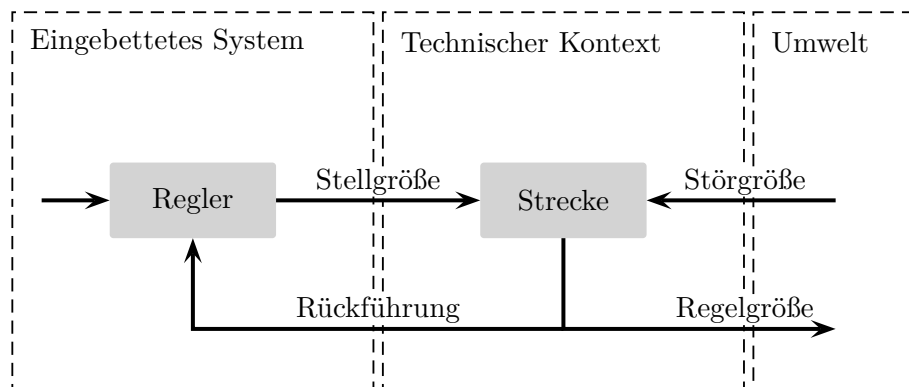 Eingebettetes System
Technischer Kontext
Umwelt
Regler
Stellgröße
Strecke
Störgröße
Rückführung
Regelgröße